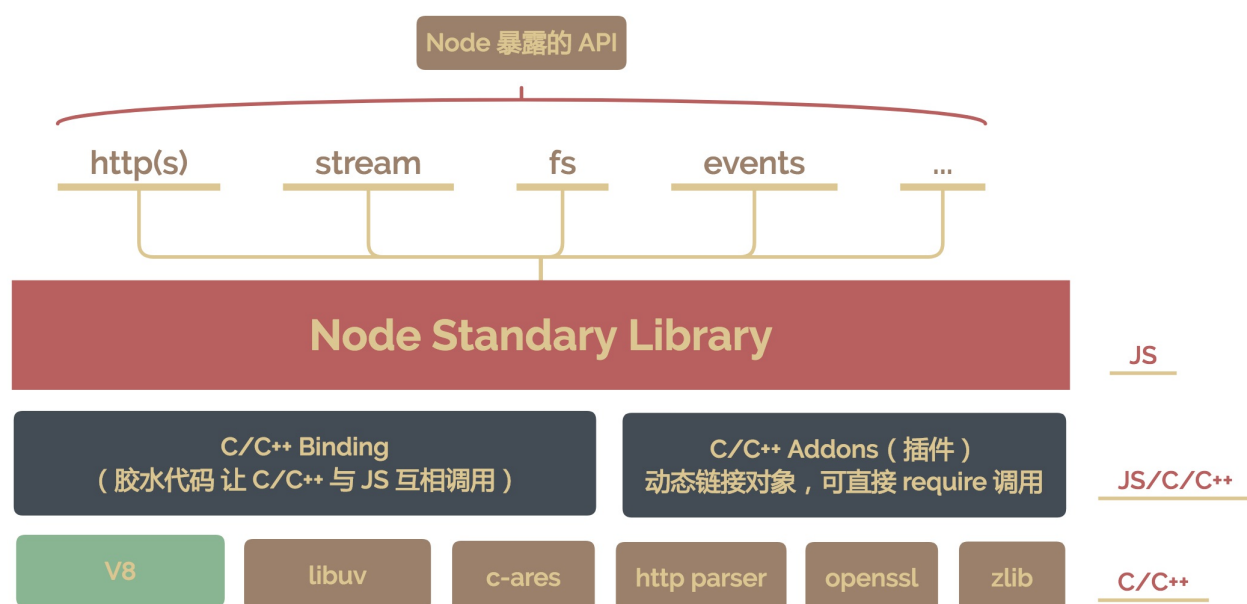 Node 暴露的 API
http(s)
stream
fs
events
...
Node Standary Library
JS
C/C++ Binding
（胶水代码 让 C/C++ 与 JS 互相调用）
C/C++ Addons（插件）
动态链接对象，可直接 require 调用
JS/C/C++
V8
libuv
c-ares
http parser
openssl
zlib
C/C++